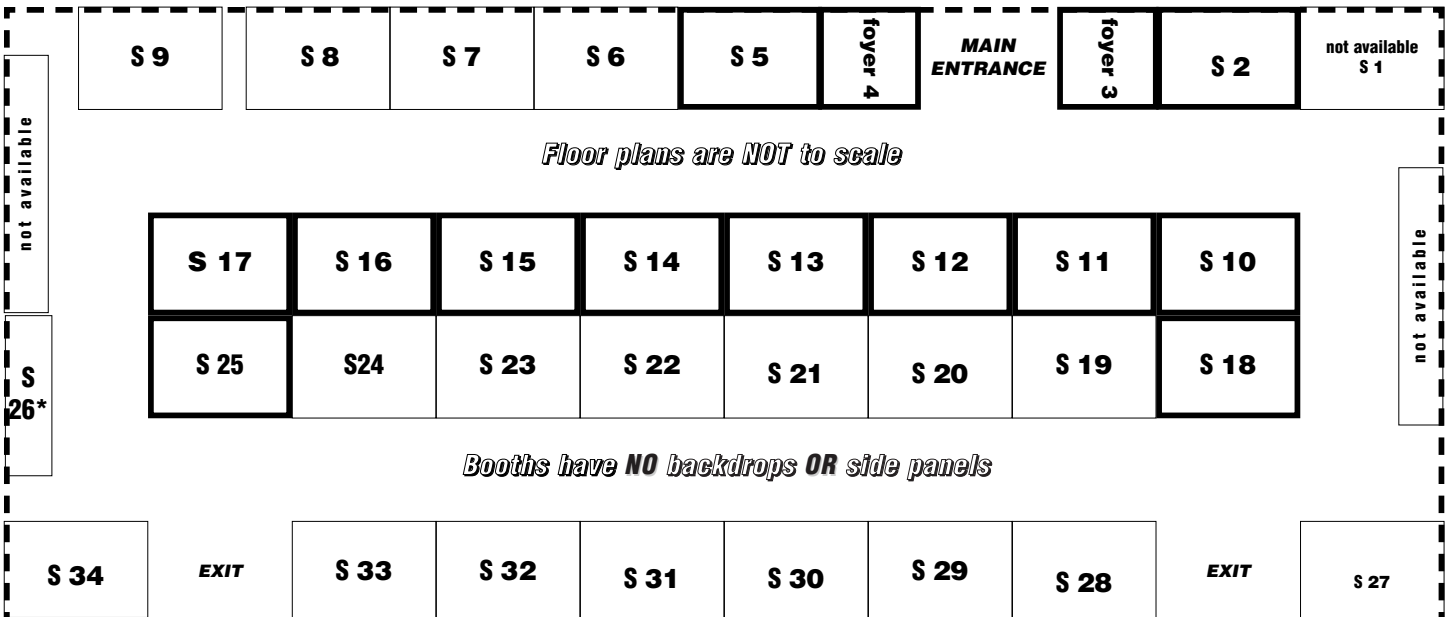 S 9
S 8
S 7
S 6
S 5
foyer 4
MAIN
ENTRANCE
foyer 3
S 2
not available
S 1
not available
Floor plans are NOT to scale
not available
S 17
S 16
S 15
S 14
S 13
S 12
S 11
S 10
S
26*
S 25
S24
S 23
S 22
S 21
S 20
S 19
S 18
Booths have NO backdrops OR side panels
S 34
EXIT
S 33
S 32
S 31
S 30
S 29
S 28
EXIT
S 27